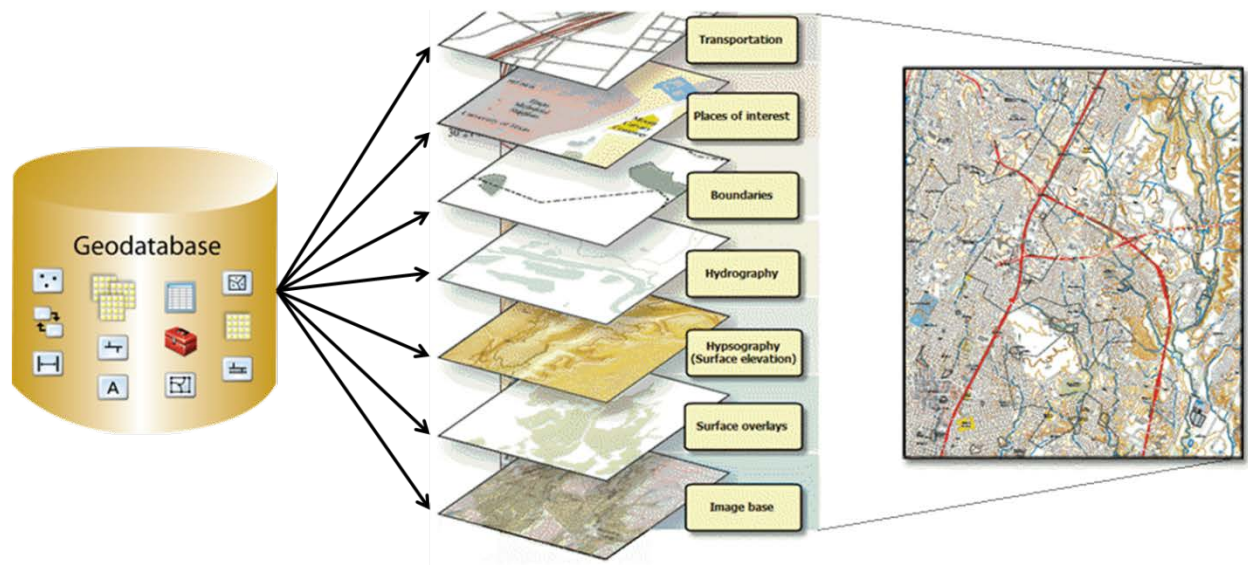 Geodatabase
A
Transportation
Places of interest
Boundaries
Hydrography
Hypsography
(Surface elevation)
Surface overlays
Image base